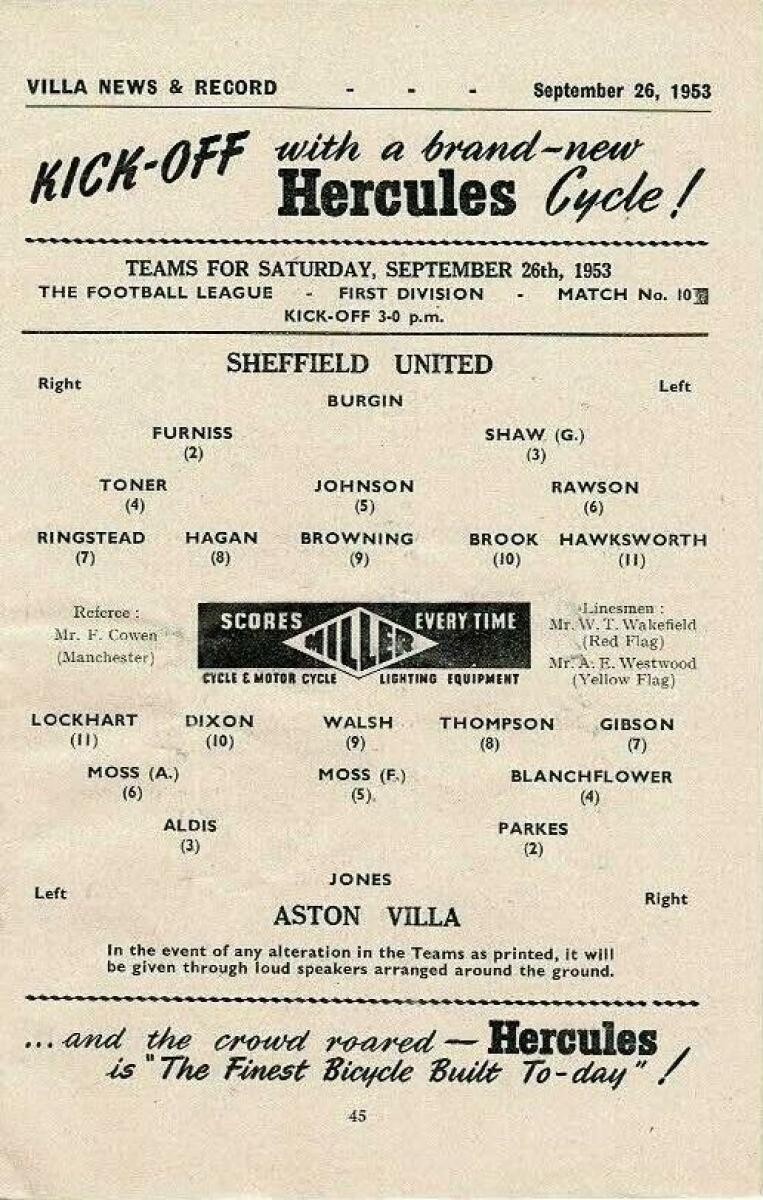 VILLA NEWS & RECORD - - - September 26, 1953
KICK-OFF with a brand-new
Hercules Cycle!
TEAMS FOR SATURDAY, SEPTEMBER 26th, 1953
THE FOOTBALL LEAGUE - FIRST DIVISION - MATCH No. 10
KICK-OFF 3-0 p.m.
SHEFFIELD UNITED
Right Left
BURGIN
FURNISS SHAW (G.)
(2) (3)
TONER JOHNSON RAWSON
(4) (5) (6)
RINGSTEAD HAGAN BROWNING BROOK HAWKSWORTH
(7) (8) (9) (10) (11)
Referee :
Mr. F. Cowen
(Manchester)
SCORES MILLER EVERY TIME
CYCLE & MOTOR CYCLE LIGHTING EQUIPMENT
Linesmen :
Mr. W. T. Wakefield
(Red Flag)
Mr. A. E. Westwood
(Yellow Flag)
LOCKHART DIXON WALSH THOMPSON GIBSON
(11) (10) (9) (8) (7)
MOSS (A.) MOSS (F.) BLANCHFLOWER
(6) (5) (4)
ALDIS PARKES
(3) (2)
JONES
Left Right
ASTON VILLA
In the event of any alteration in the Teams as printed, it will
be given through loud speakers arranged around the ground.
...and the crowd roared — Hercules
is "The Finest Bicycle Built To-day" !
45